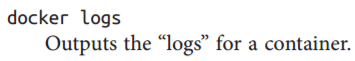 docker logs
Outputs the “logs” for a container.